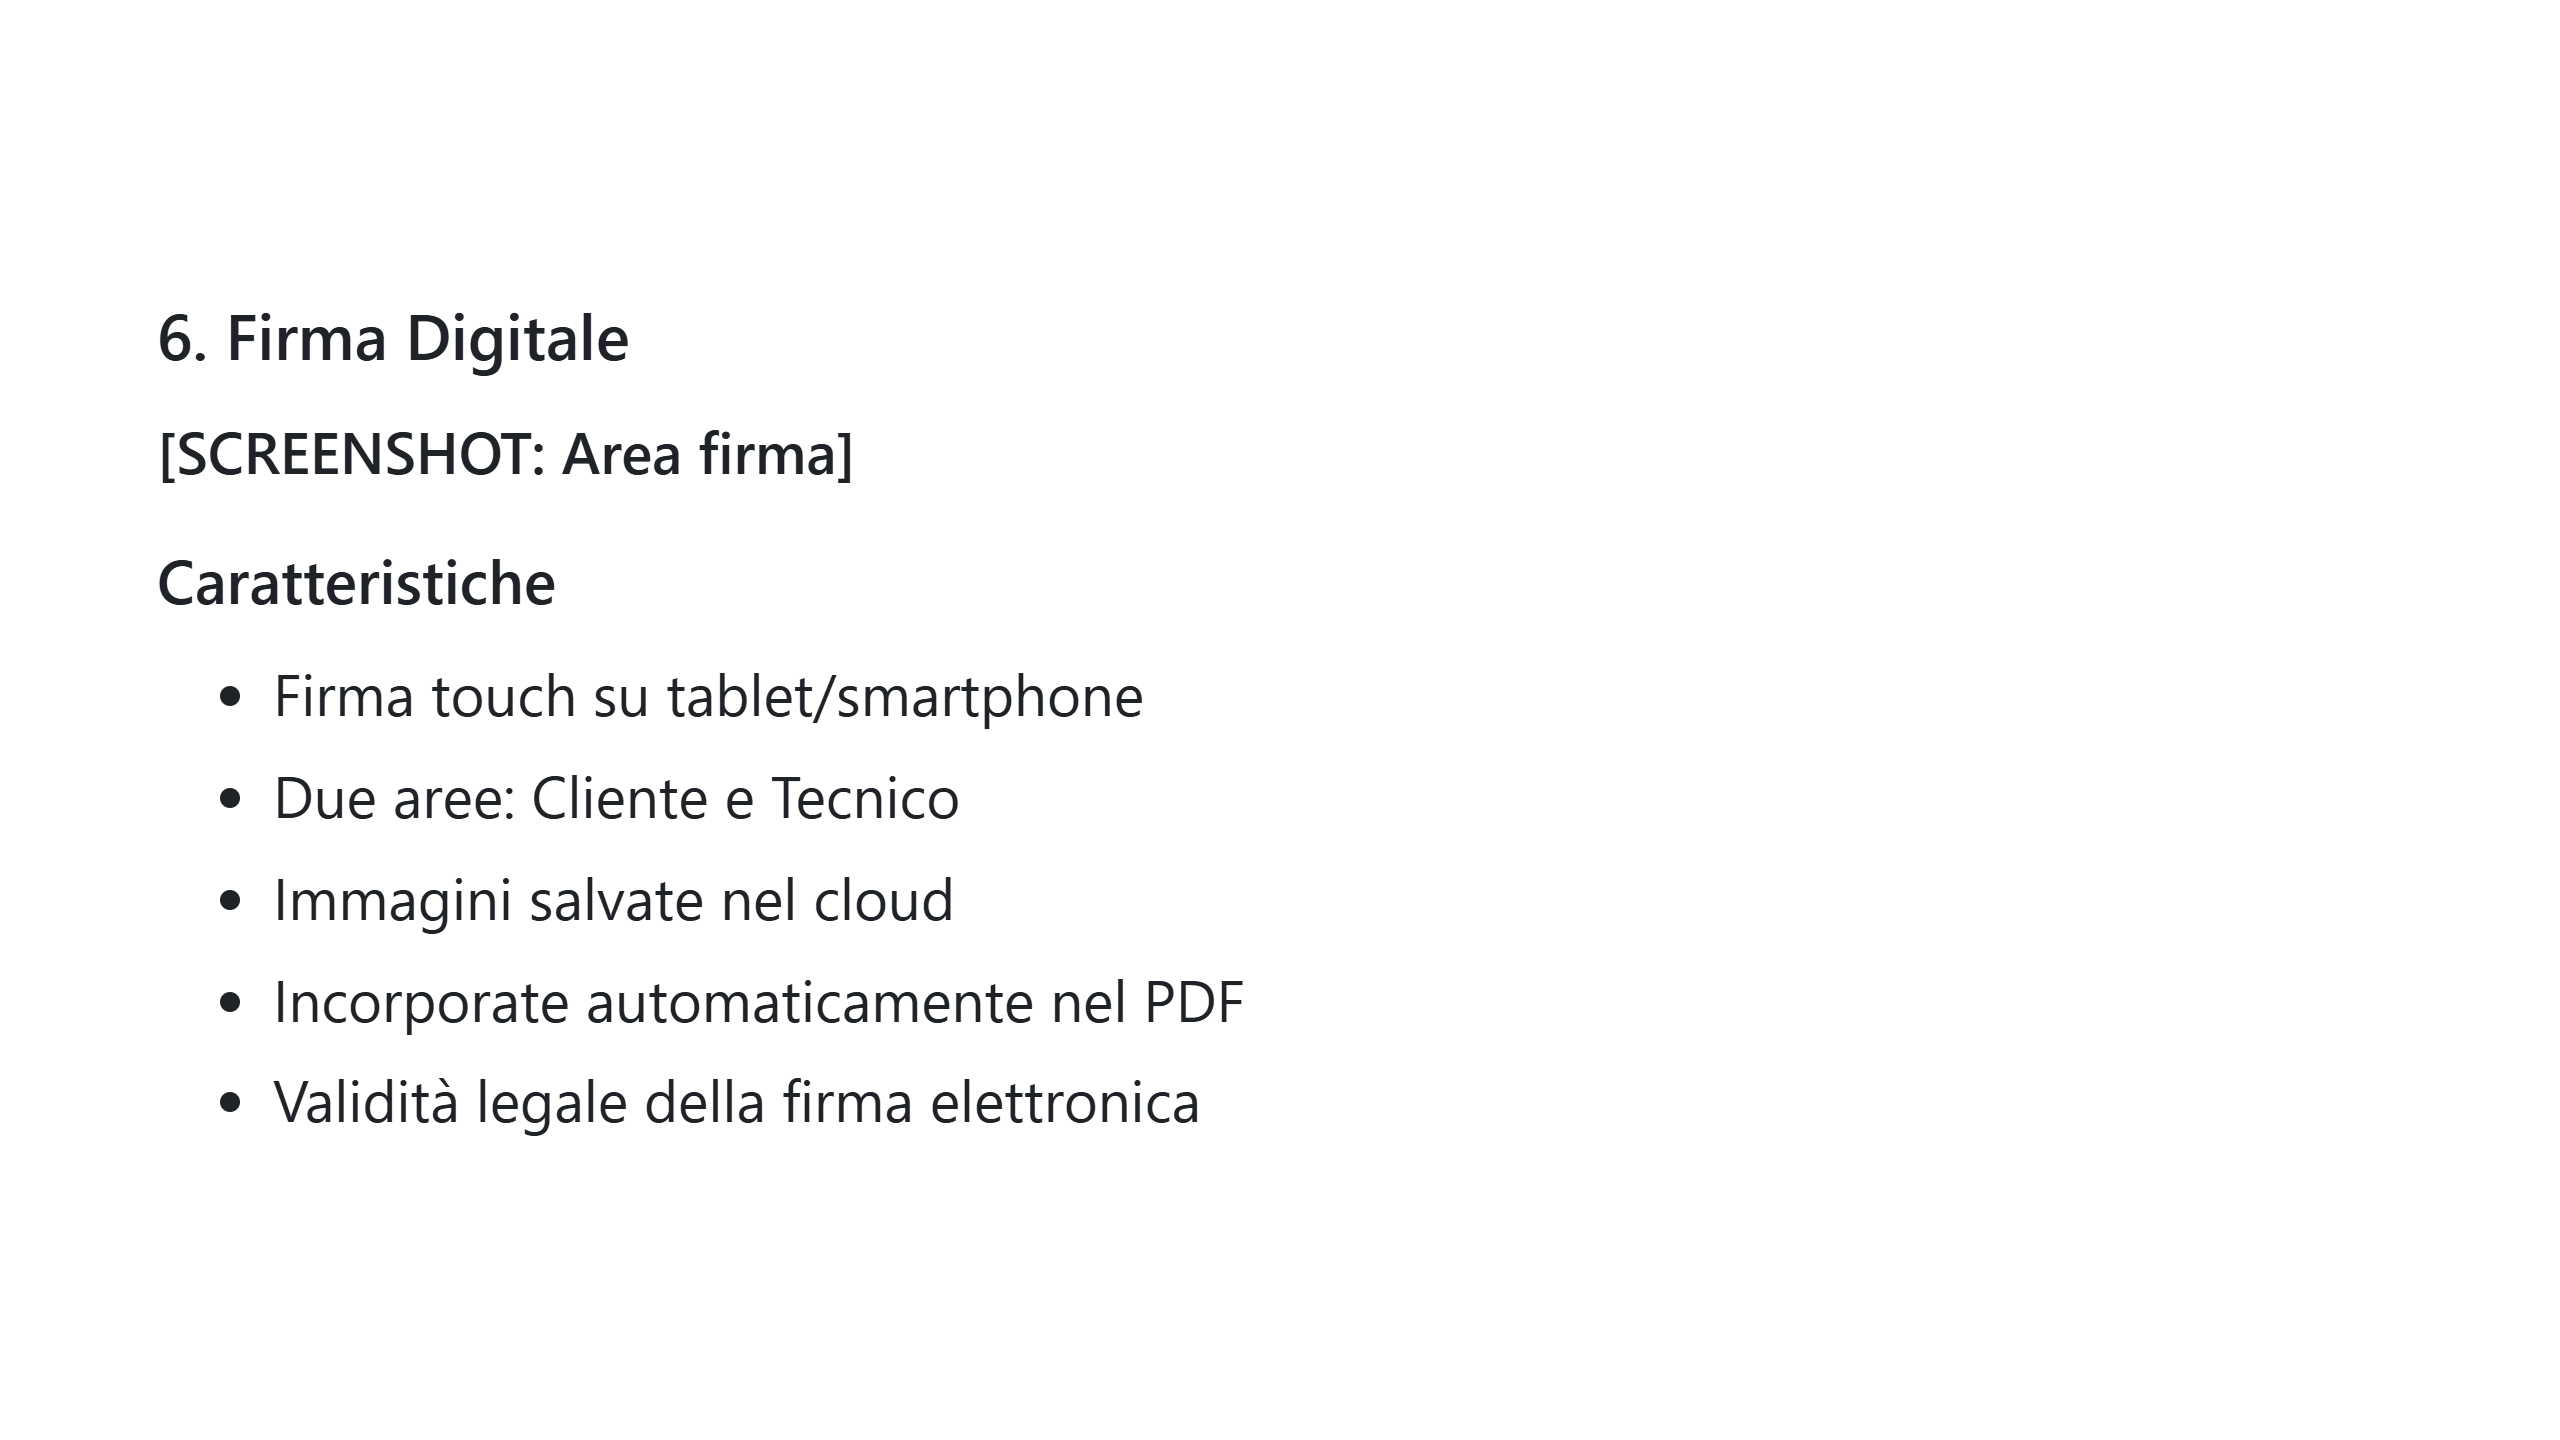 6. Firma Digitale
[SCREENSHOT: Area firma]
Caratteristiche
• Firma touch su tablet/smartphone
• Due aree: Cliente e Tecnico
• Immagini salvate nel cloud
• Incorporate automaticamente nel PDF
• Validità legale della firma elettronica